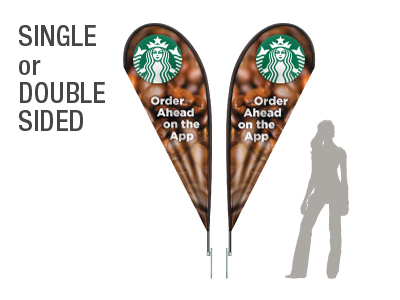 SINGLE
or
DOUBLE
SIDED
Order
Ahead
on the
App
Order
Ahead
on the
App